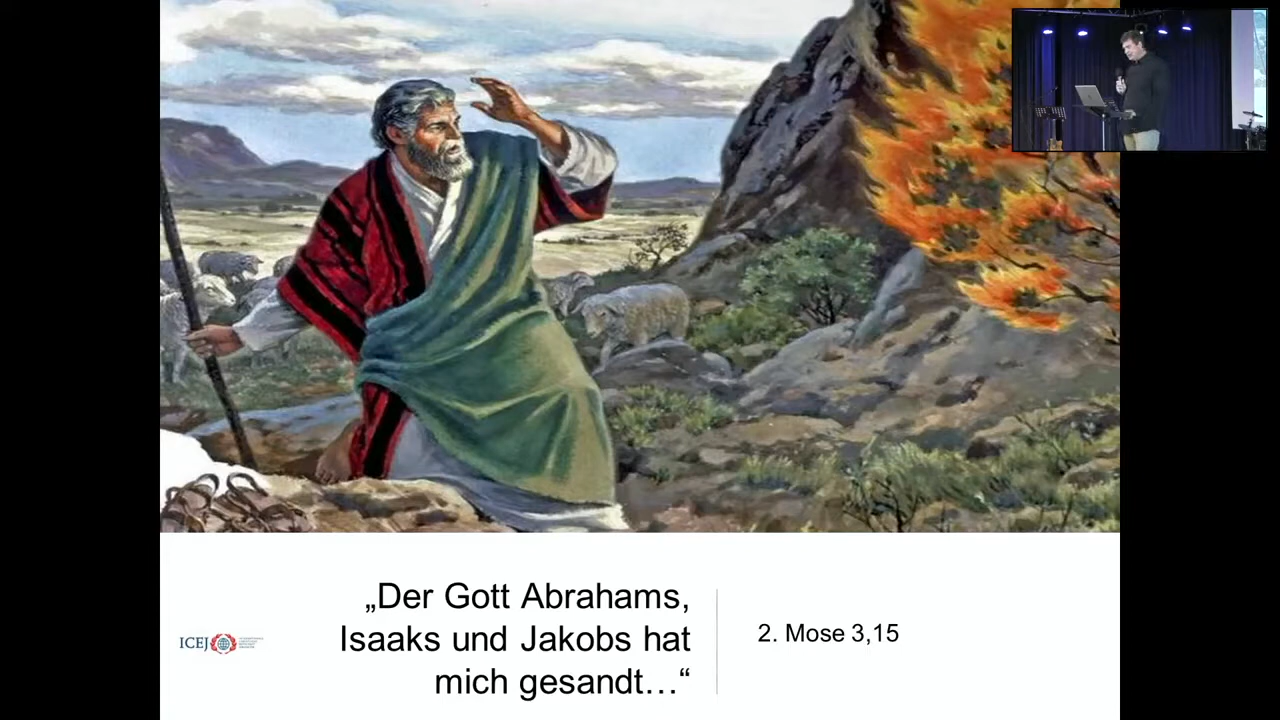 „Der Gott Abrahams,
Isaaks und Jakobs hat
mich gesandt…“
2. Mose 3,15
ICEJ